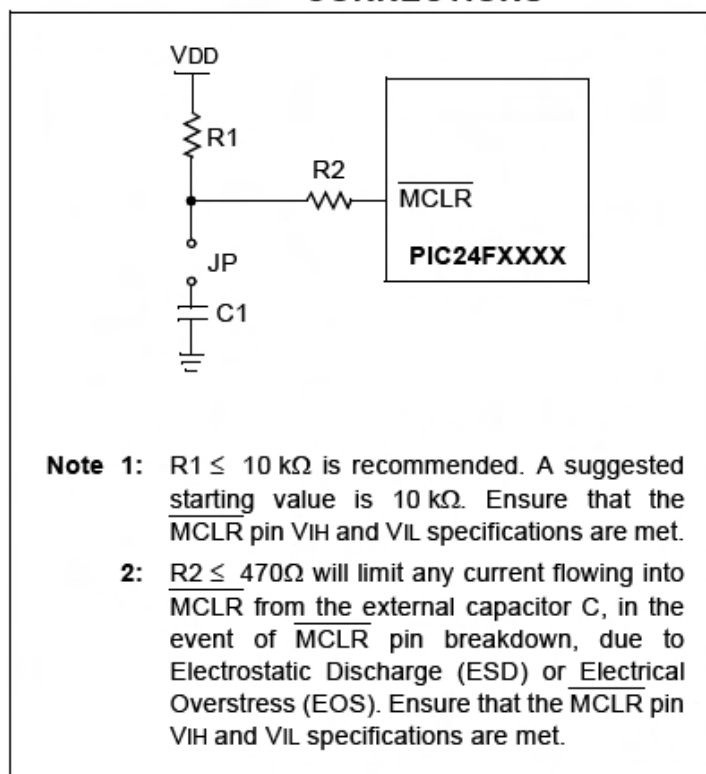 VDD
R1
R2
MCLR
JP
PIC24FXXXX
C1
Note 1: R1 ≤ 10 kΩ is recommended. A suggested
starting value is 10 kΩ. Ensure that the
MCLR pin VIH and VIL specifications are met.
2: R2 ≤ 470Ω will limit any current flowing into
MCLR from the external capacitor C, in the
event of MCLR pin breakdown, due to
Electrostatic Discharge (ESD) or Electrical
Overstress (EOS). Ensure that the MCLR pin
VIH and VIL specifications are met.